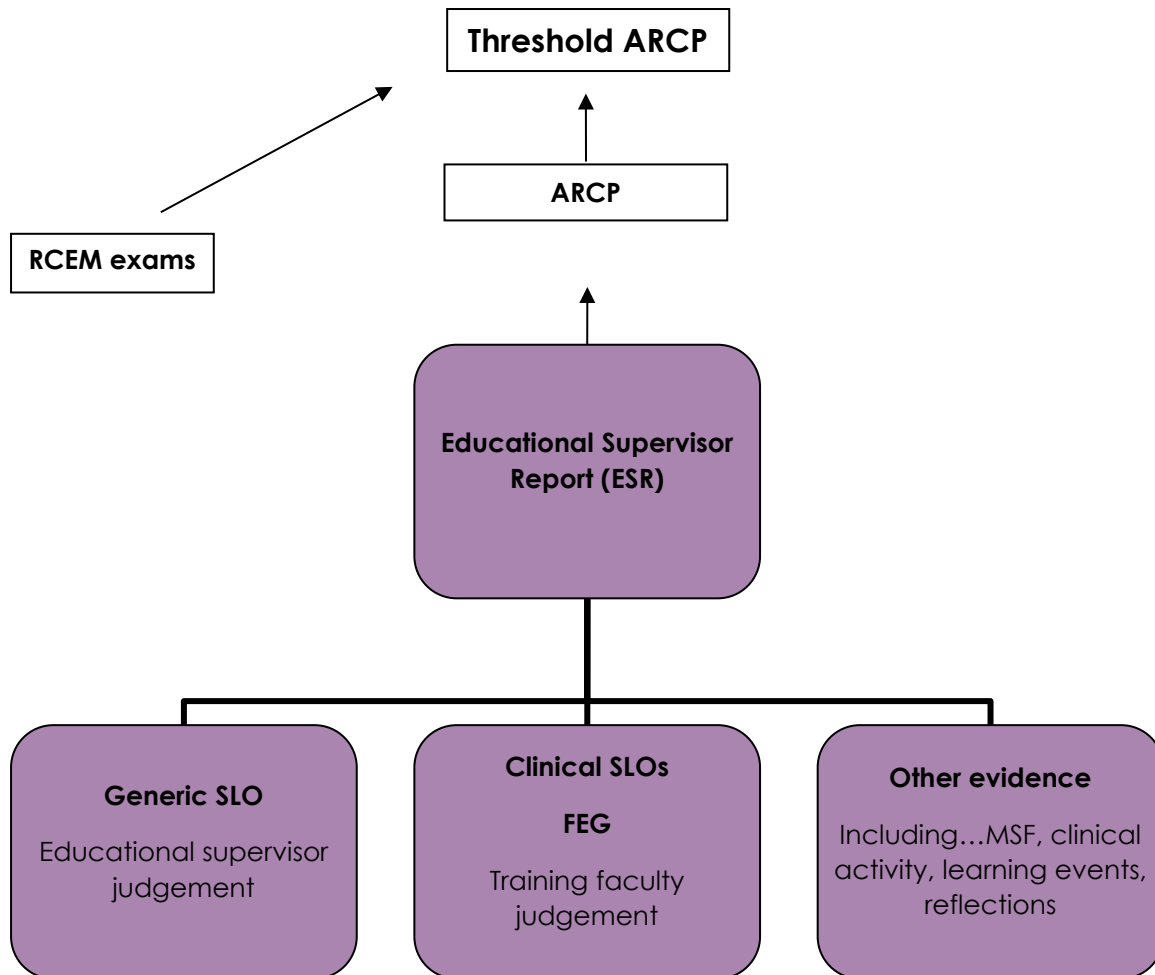 Threshold ARCP
ARCP
RCEM exams
Educational Supervisor
Report (ESR)
Generic SLO
Educational supervisor
judgement
Clinical SLOs
FEG
Training faculty
judgement
Other evidence
Including…MSF, clinical
activity, learning events,
reflections